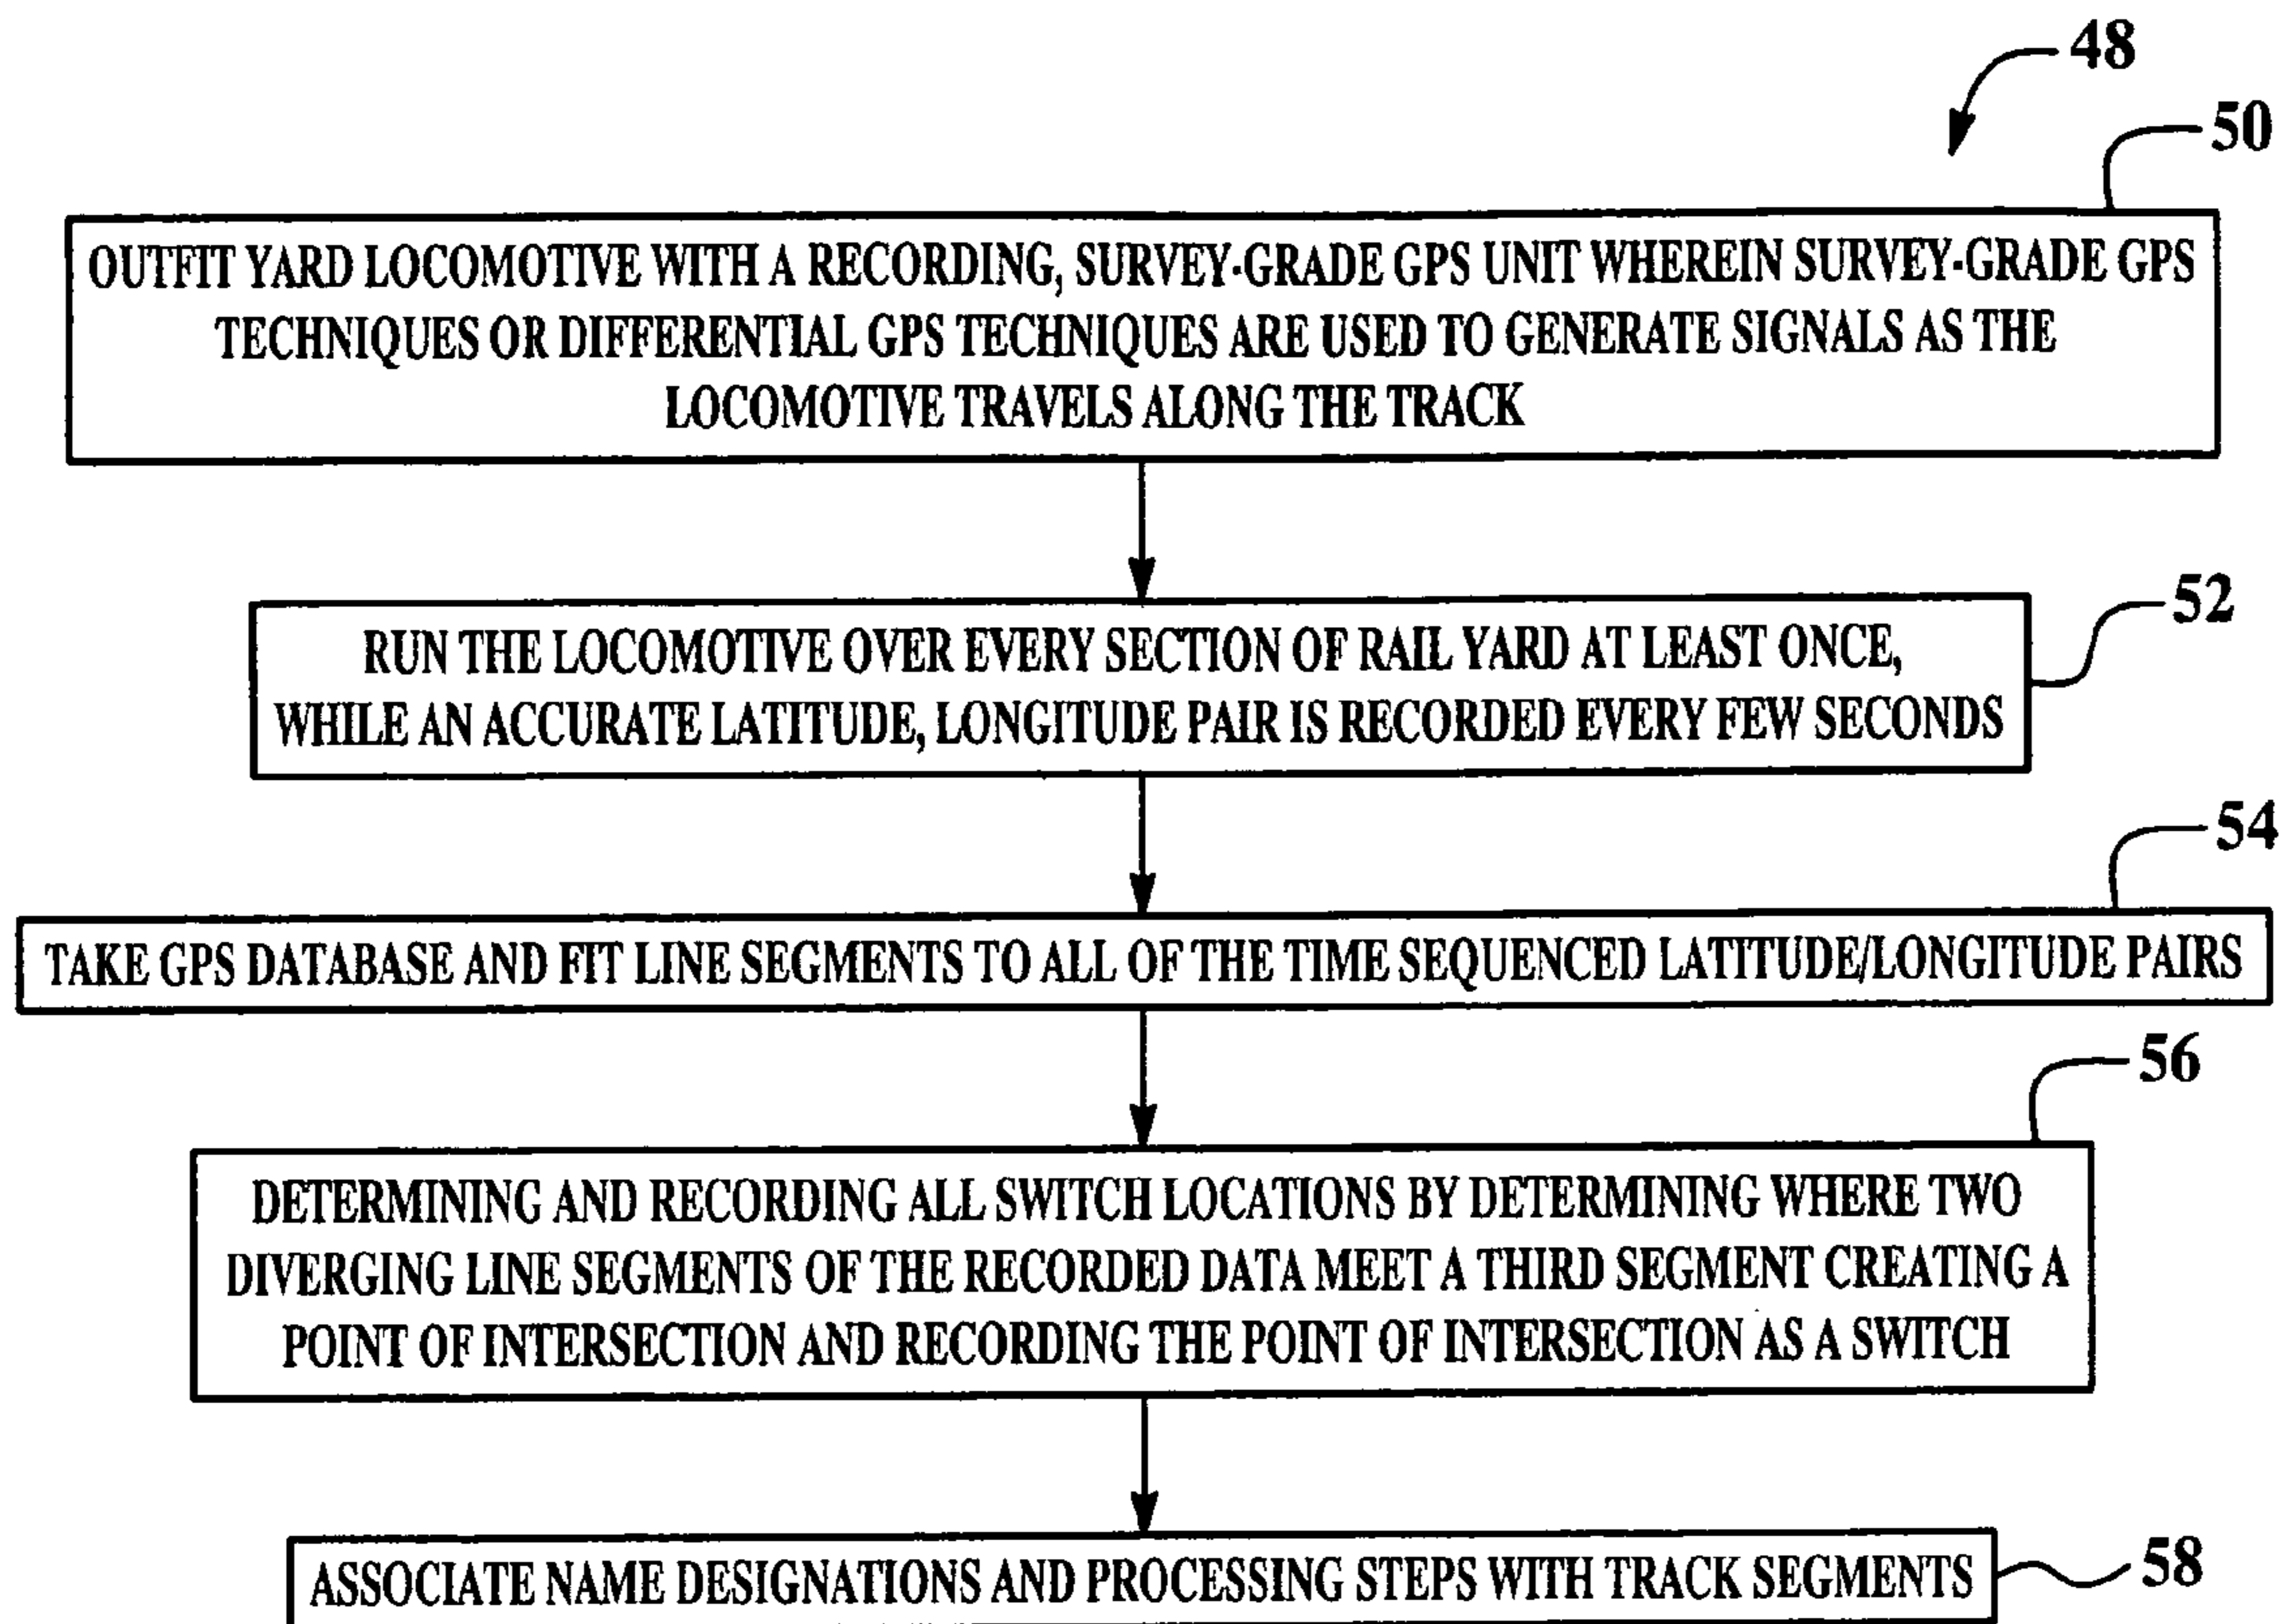 48
50
OUTFIT YARD LOCOMOTIVE WITH A RECORDING, SURVEY-GRADE GPS UNIT WHEREIN SURVEY-GRADE GPS
TECHNIQUES OR DIFFERENTIAL GPS TECHNIQUES ARE USED TO GENERATE SIGNALS AS THE
LOCOMOTIVE TRAVELS ALONG THE TRACK
52
RUN THE LOCOMOTIVE OVER EVERY SECTION OF RAIL YARD AT LEAST ONCE,
WHILE AN ACCURATE LATITUDE, LONGITUDE PAIR IS RECORDED EVERY FEW SECONDS
54
TAKE GPS DATABASE AND FIT LINE SEGMENTS TO ALL OF THE TIME SEQUENCED LATITUDE/LONGITUDE PAIRS
56
DETERMINING AND RECORDING ALL SWITCH LOCATIONS BY DETERMINING WHERE TWO
DIVERGING LINE SEGMENTS OF THE RECORDED DATA MEET A THIRD SEGMENT CREATING A
POINT OF INTERSECTION AND RECORDING THE POINT OF INTERSECTION AS A SWITCH
ASSOCIATE NAME DESIGNATIONS AND PROCESSING STEPS WITH TRACK SEGMENTS
58